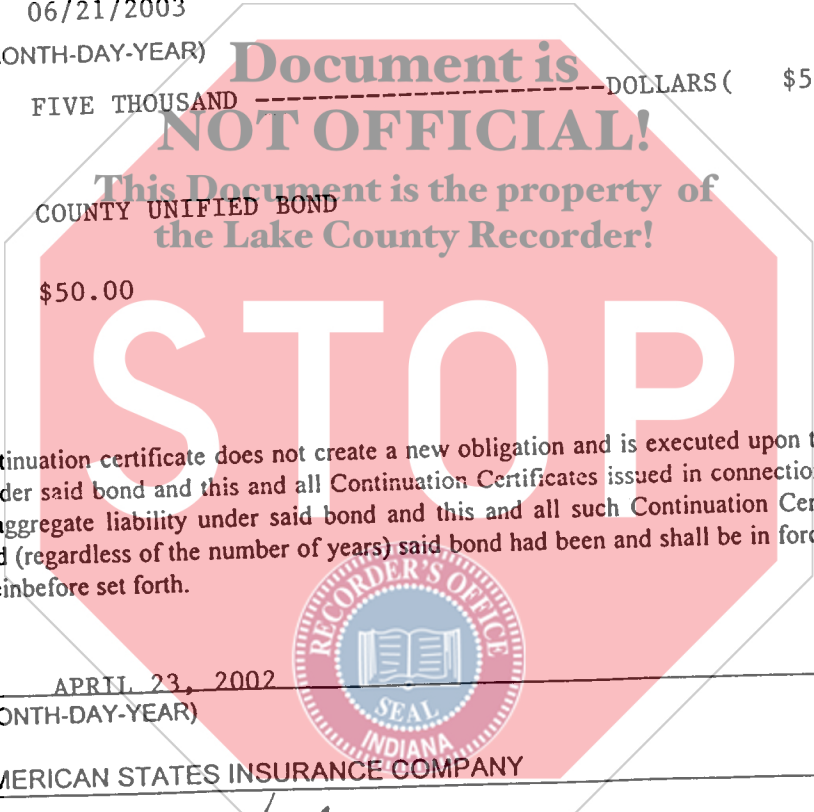 06/21/2003
ONTH-DAY-YEAR)
Document is
FIVE THOUSAND ----------------------DOLLARS( $5
NOT OFFICIAL!
This Document is the property of
COUNTY UNIFIED BOND
the Lake County Recorder!
$50.00
STOP
tinuation certificate does not create a new obligation and is executed upon t
der said bond and this and all Continuation Certificates issued in connectio
aggregate liability under said bond and this and all such Continuation Cer
d (regardless of the number of years) said bond had been and shall be in forc
einbefore set forth.
RECORDER'S OFFICE
APRIL 23, 2002
SEAL
ONTH-DAY-YEAR)
INDIANA
MERICAN STATES INSURANCE COMPANY